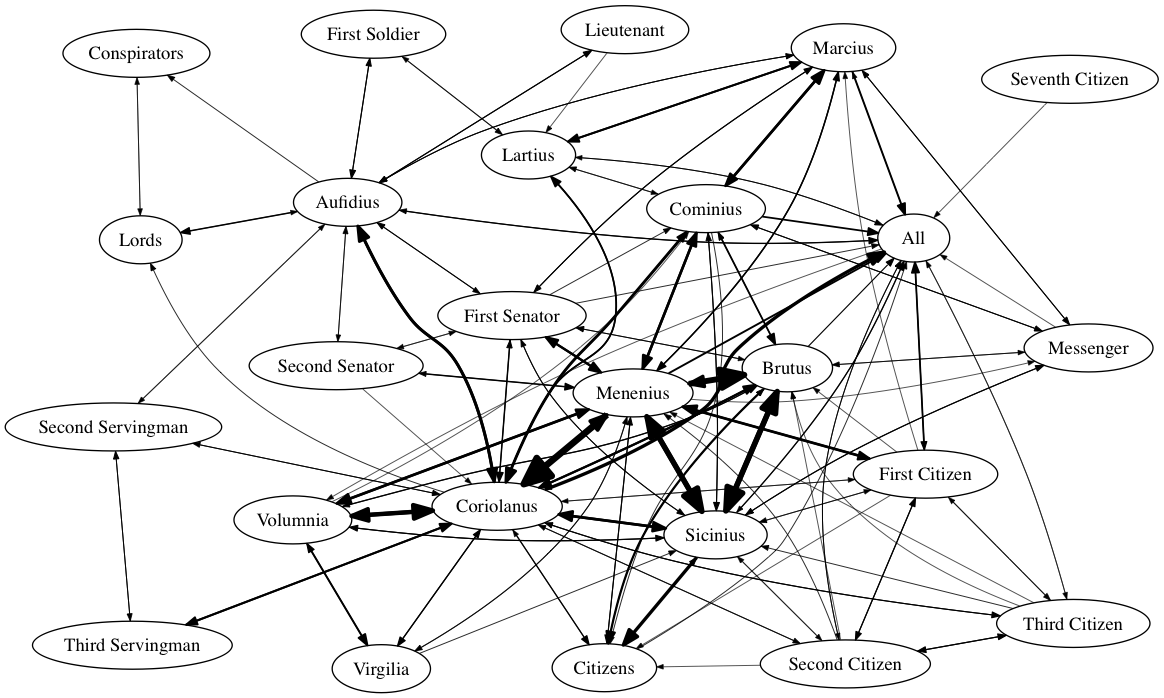 Conspirators
First Soldier
Lieutenant
Marcius
Seventh Citizen
Lartius
Aufidius
Cominius
Lords
All
First Senator
Second Senator
Menenius
Brutus
Messenger
Second Servingman
First Citizen
Volumnia
Coriolanus
Sicinius
Third Servingman
Virgilia
Citizens
Second Citizen
Third Citizen